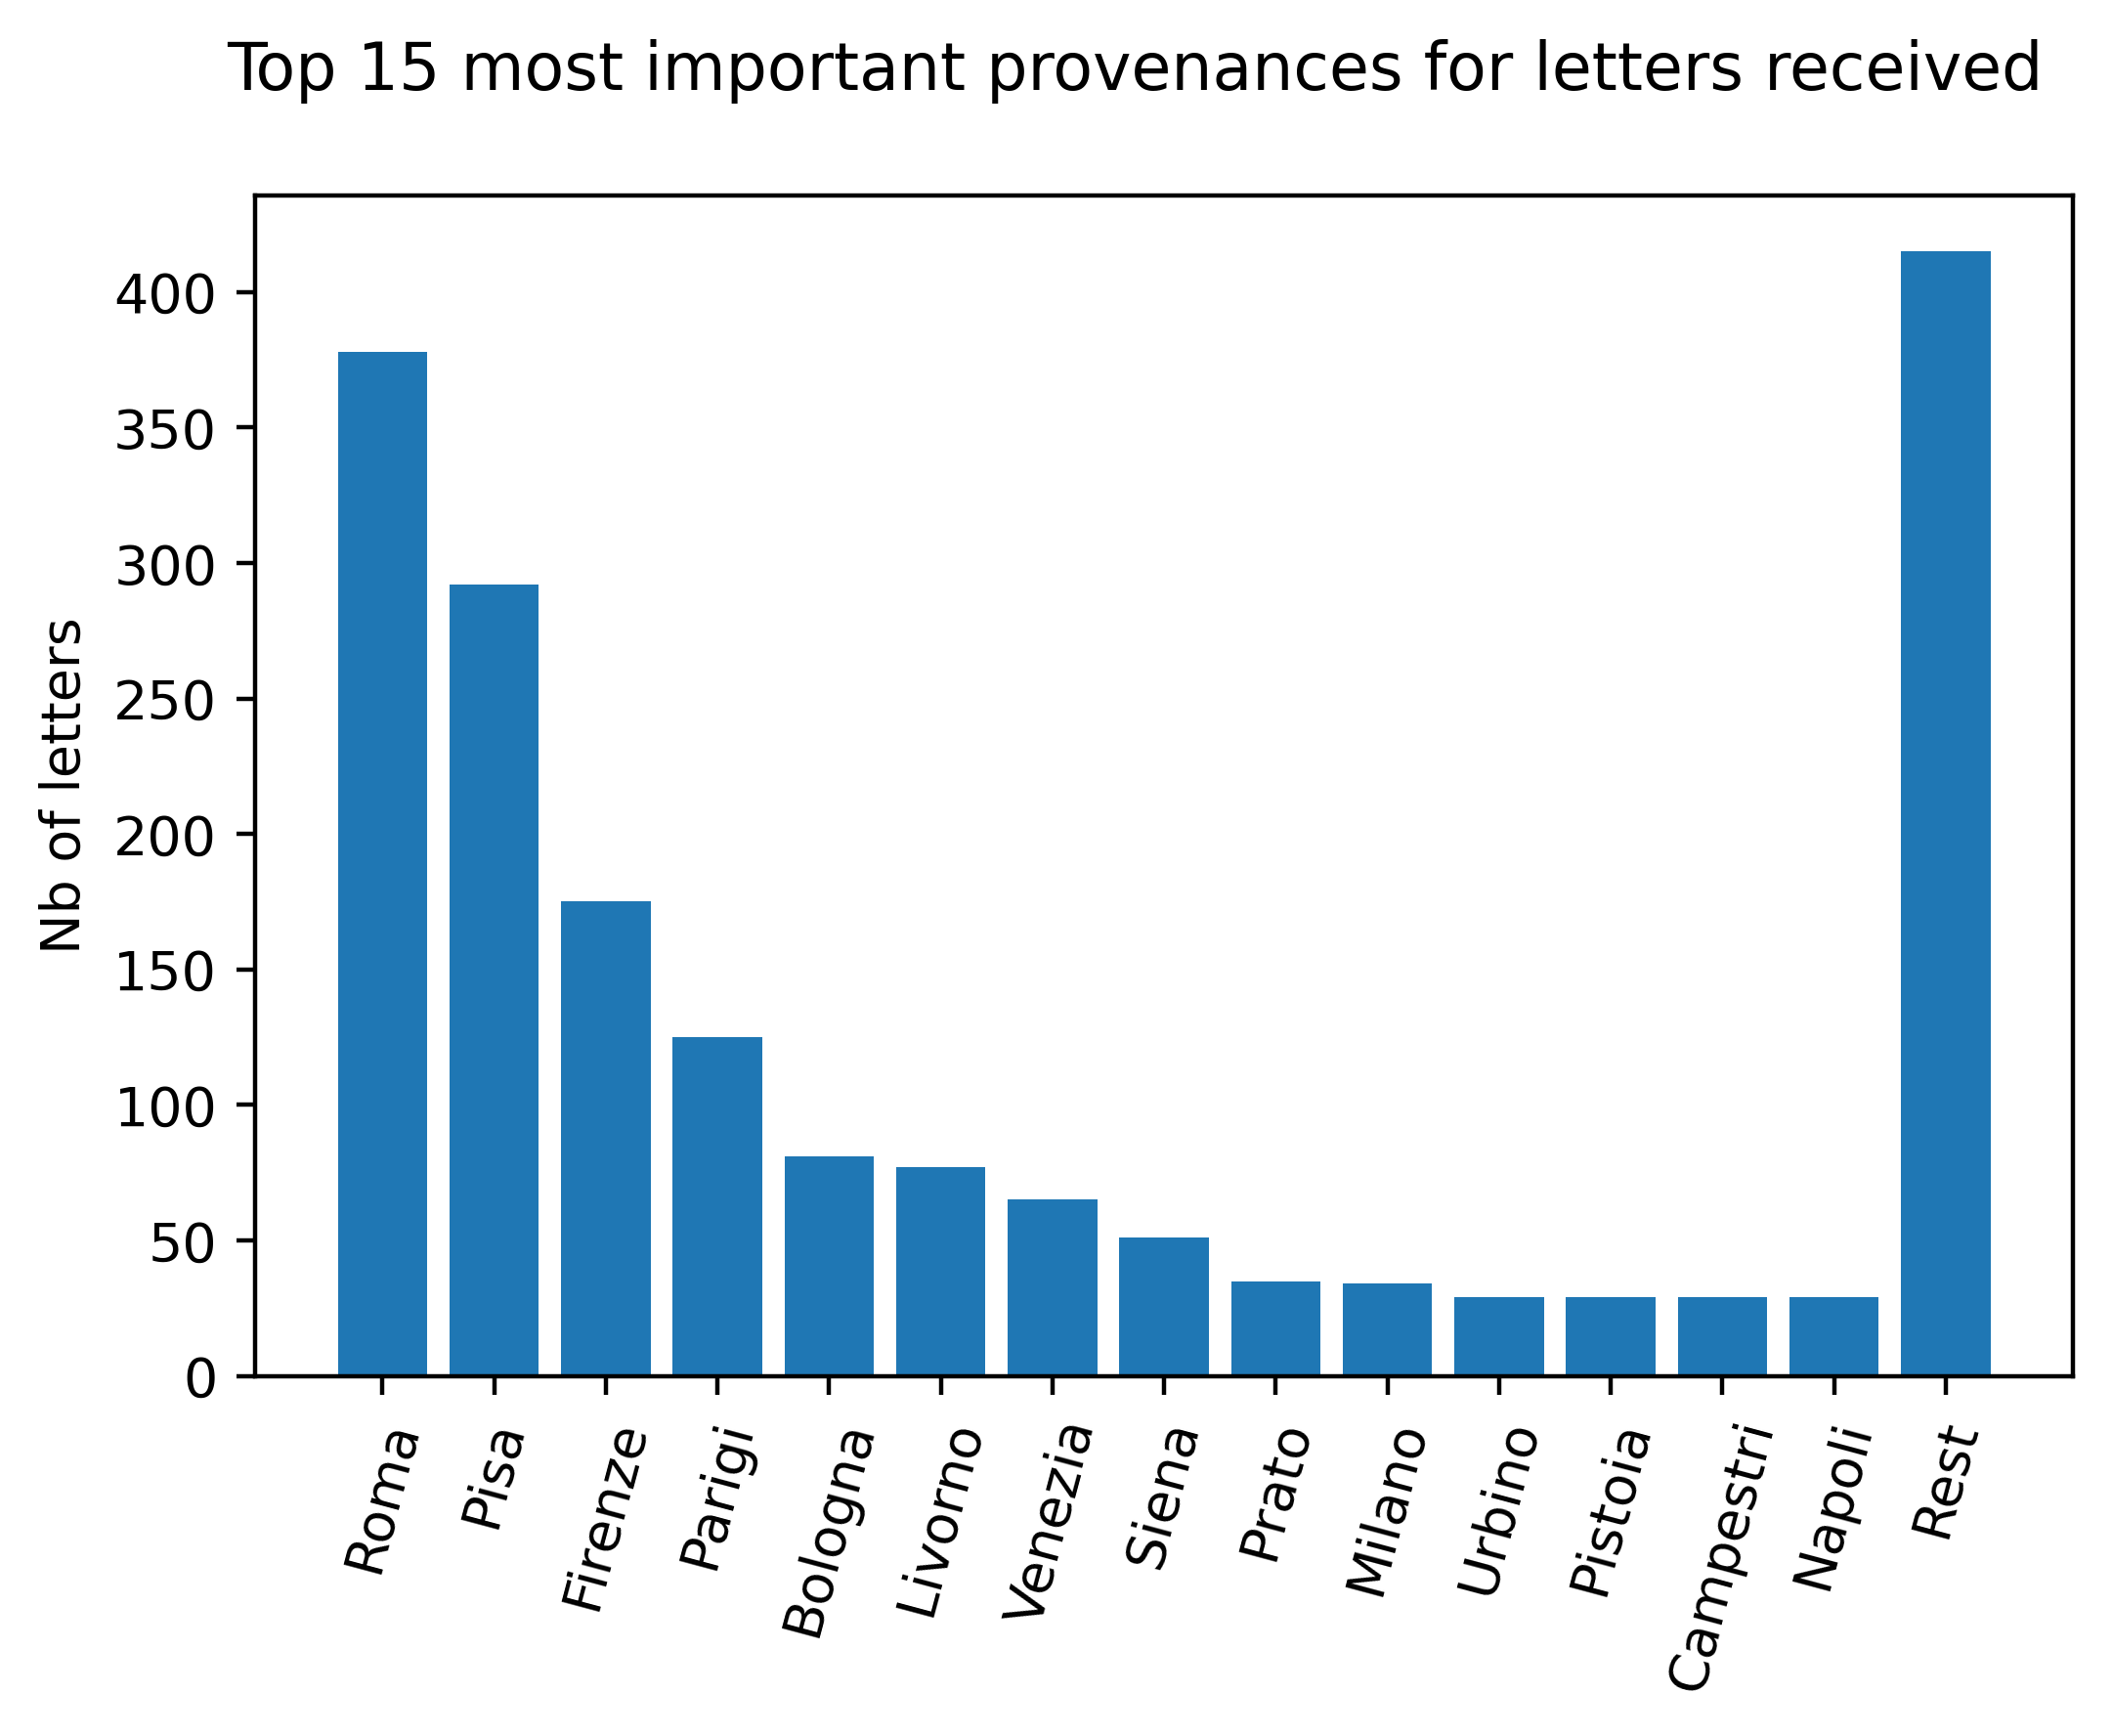 Top 15 most important provenances for letters received
Nb of letters
400
350
300
250
200
150
100
50
0
Roma
Pisa
Firenze
Parigi
Bologna
Livorno
Venezia
Siena
Prato
Milano
Urbino
Pistoia
Campestri
Napoli
Rest